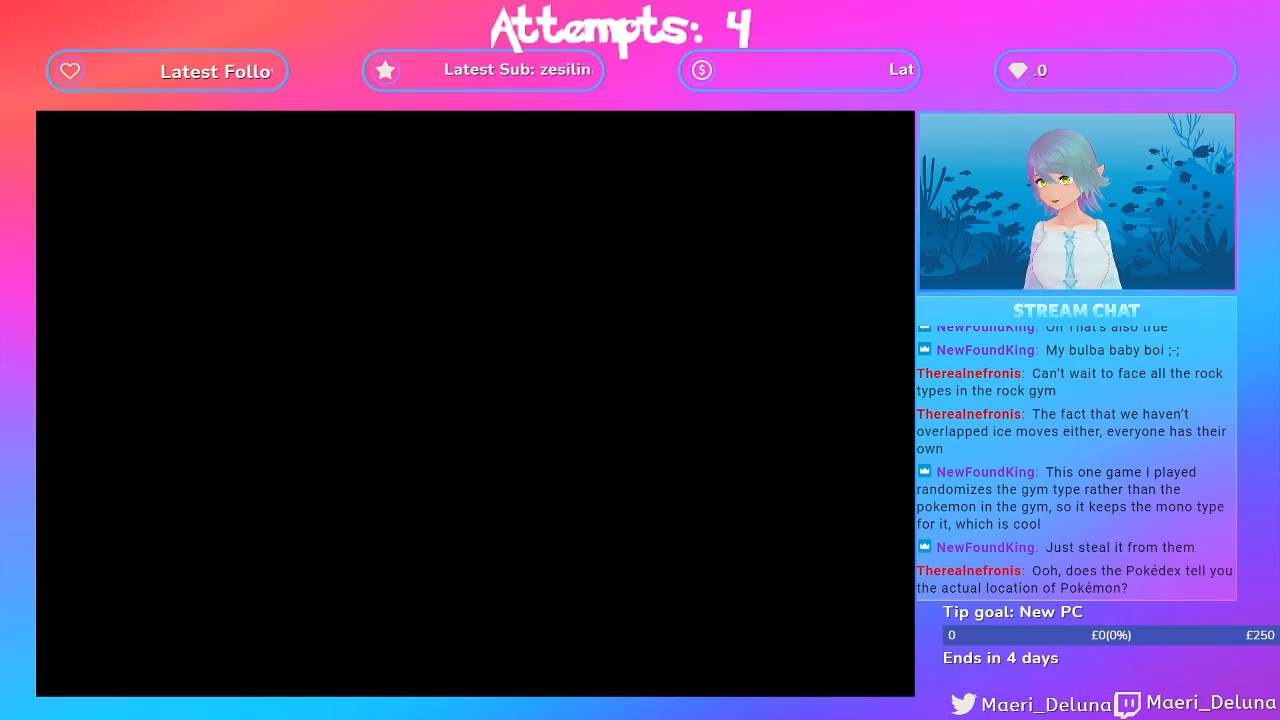 Attempts: 4
Latest Follo
Latest Sub: zesilin
Lat
.0
STREAM CHAT
NewFoundKing: Oh That's also true
NewFoundKing: My bulba baby boi ;-;
Therealnefronis: Can't wait to face all the rock
types in the rock gym
Therealnefronis: The fact that we haven't
overlapped ice moves either, everyone has their
own
NewFoundKing: This one game I played
randomizes the gym type rather than the
pokemon in the gym, so it keeps the mono type
for it, which is cool
NewFoundKing: Just steal it from them
Therealnefronis: Ooh, does the Pokédex tell you
the actual location of Pokémon?
Tip goal: New PC
0 £0(0%) £250
Ends in 4 days
Maeri_Deluna Maeri_Deluna